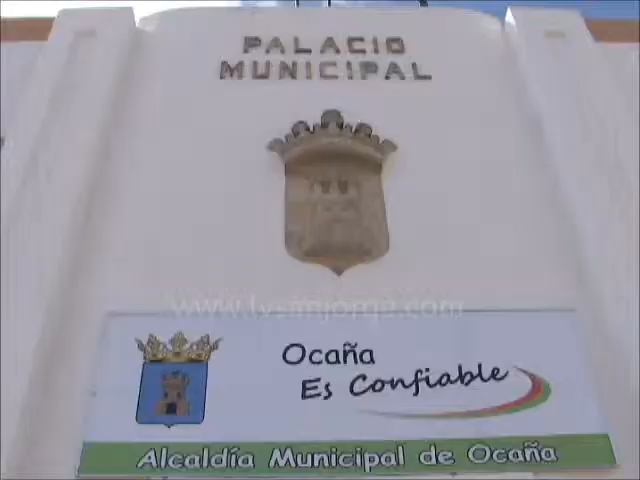 PALACIO
MUNICIPAL
Ocaña
Es Confiable
Alcaldía Municipal de Ocaña